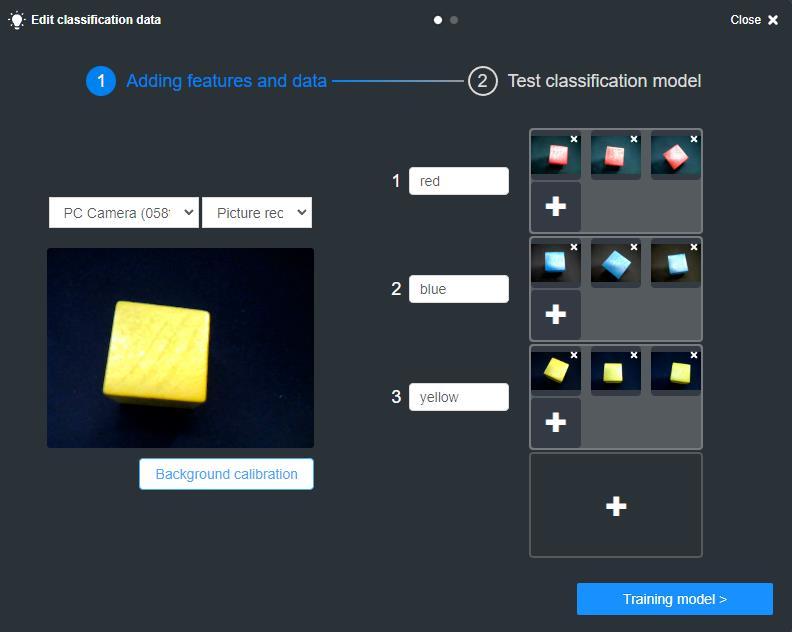 Edit classification data
Close
1 Adding features and data
2 Test classification model
PC Camera (058
Picture rec
1 red
2 blue
3 yellow
Background calibration
Training model >